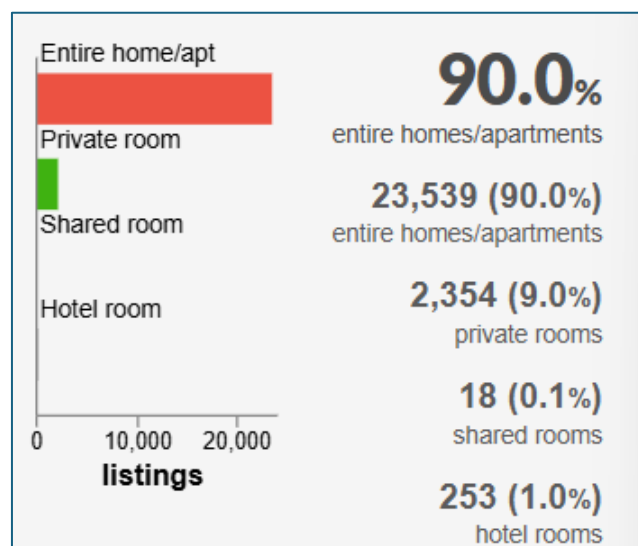 Entire home/apt
Private room
Shared room
Hotel room
0 10,000 20,000
listings
90.0%
entire homes/apartments
23,539 (90.0%)
entire homes/apartments
2,354 (9.0%)
private rooms
18 (0.1%)
shared rooms
253 (1.0%)
hotel rooms